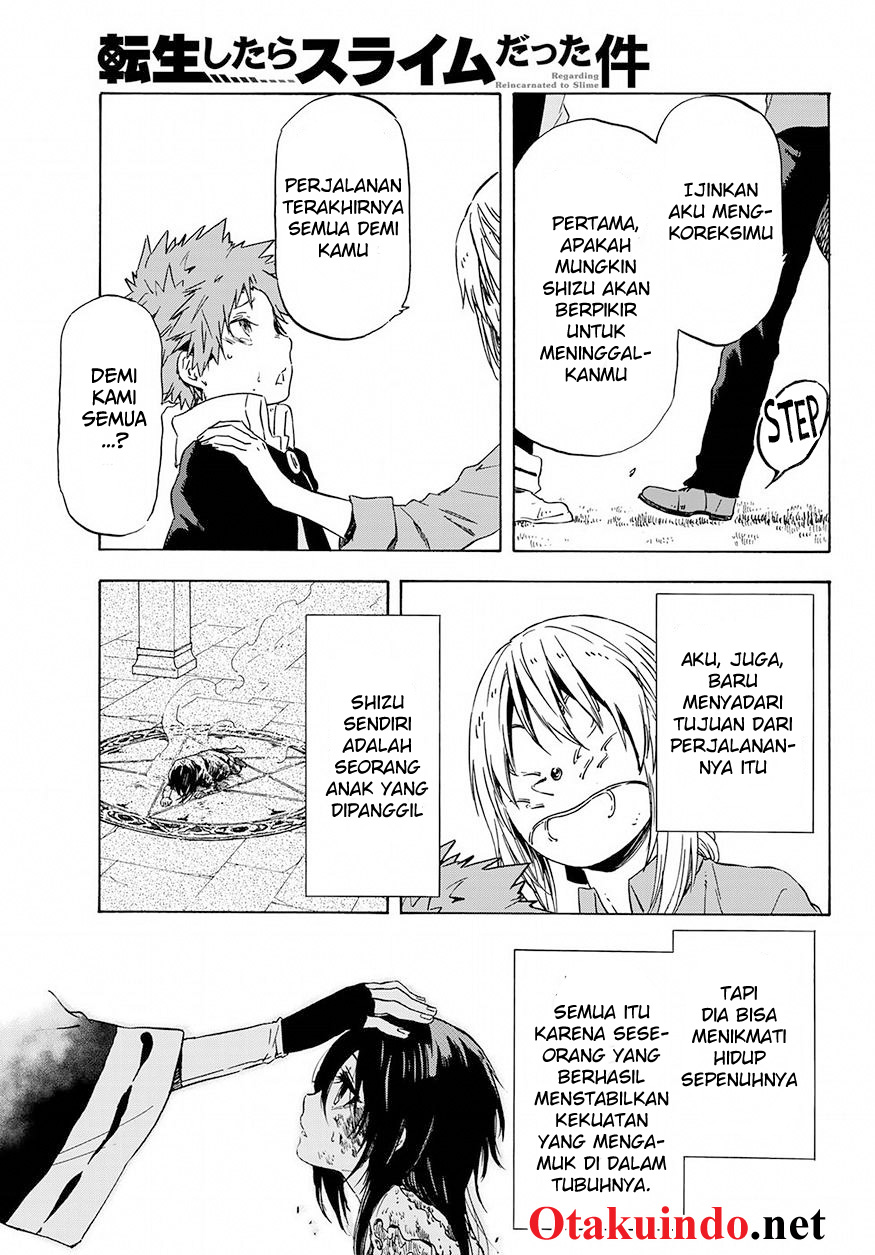 転生したらスライムだった件
Regarding
Reincarnated to Slime
IJINKAN
AKU MENG-
KOREKSIMU
PERTAMA,
APAKAH
MUNGKIN
SHIZU AKAN
BERPIKIR
UNTUK
MENINGGAL-
KANMU
STEP
PERJALANAN
TERAKHIRNYA
SEMUA DEMI
KAMU
DEMI
KAMI
SEMUA
...?
AKU, JUGA,
BARU
MENYADARI
TUJUAN DARI
PERJALANAN-
NYA ITU
SHIZU
SENDIRI
ADALAH
SEORANG
ANAK YANG
DIPANGGIL
TAPI
DIA BISA
MENIKMATI
HIDUP
SEPENUHNYA
SEMUA ITU
KARENA SESE-
ORANG YANG
BERHASIL
MENSTABILKAN
KEKUATAN
YANG MENGA-
MUK DI DALAM
TUBUHNYA.
Otakuindo.net